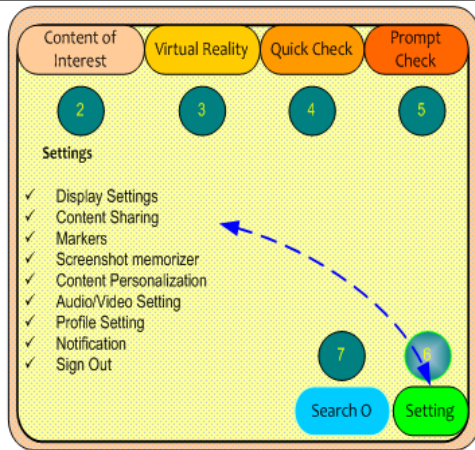 Content of
Interest
Virtual Reality
Quick Check
Prompt
Check
2
3
4
5
Settings
✓ Display Settings
✓ Content Sharing
✓ Markers
✓ Screenshot memorizer
✓ Content Personalization
✓ Audio/Video Setting
✓ Profile Setting
✓ Notification
✓ Sign Out
7
6
Search O
Setting